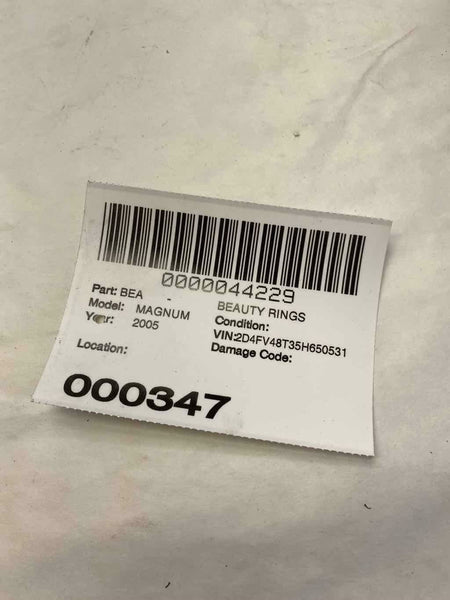 0000044229
Part: BEA BEAUTY RINGS
Model: MAGNUM Condition:
Year: 2005 VIN:2D4FV48T35H650531
Location: Damage Code:
000347